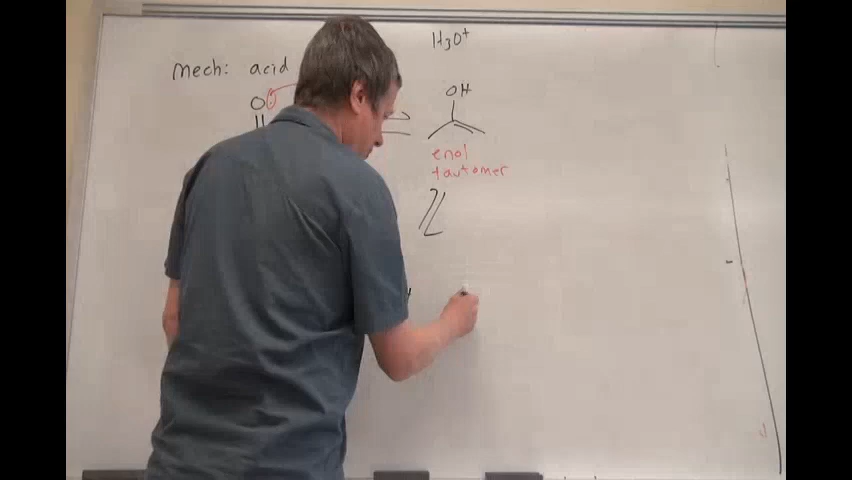 H3O+
mech: acid
OH
O
enol
tautomer